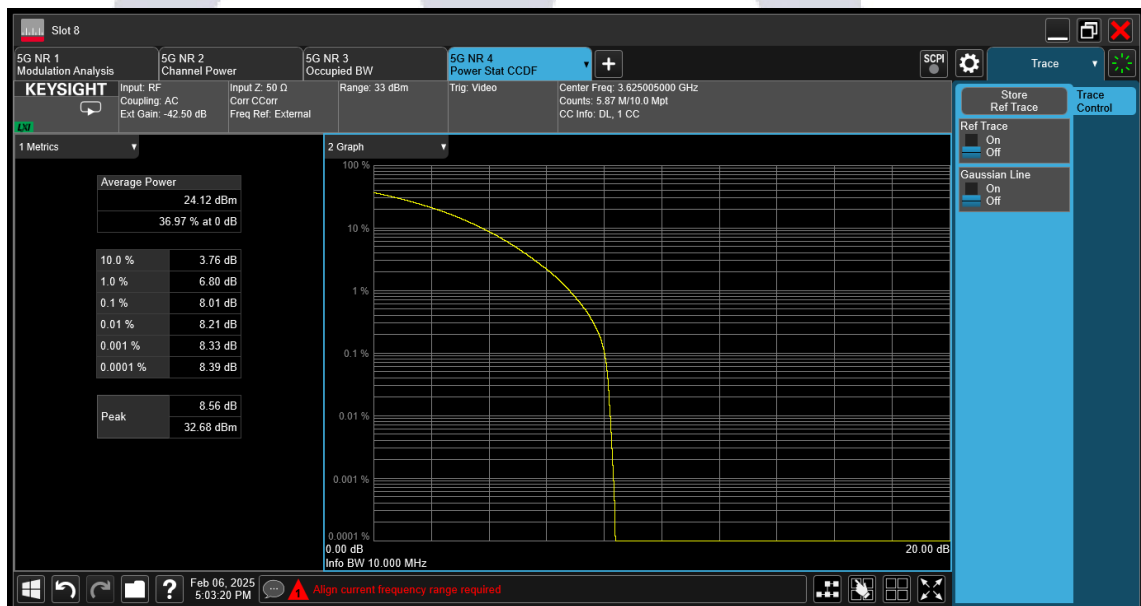 Slot 8
5G NR 1
Modulation Analysis
5G NR 2
Channel Power
5G NR 3
Occupied BW
5G NR 4
Power Stat CCDF
SCPI
Trace
KEYSIGHT
LXI
Input: RF
Coupling: AC
Ext Gain: -42.50 dB
Input Z: 50 Ω
Corr CCorr
Freq Ref: External
Range: 33 dBm
Trig: Video
Center Freq: 3.625005000 GHz
Counts: 5.87 M/10.0 Mpt
CC Info: DL, 1 CC
Store
Ref Trace
Trace
Control
Ref Trace
On
Off
Gaussian Line
On
Off
1 Metrics
Average Power
24.12 dBm
36.97 % at 0 dB
10.0 % 3.76 dB
1.0 % 6.80 dB
0.1 % 8.01 dB
0.01 % 8.21 dB
0.001 % 8.33 dB
0.0001 % 8.39 dB
Peak
8.56 dB
32.68 dBm
2 Graph
100 %
10 %
1 %
0.1 %
0.01 %
0.001 %
0.0001 %
0.00 dB 20.00 dB
Info BW 10.000 MHz
?
Feb 06, 2025
5:03:20 PM
1
Align current frequency range required